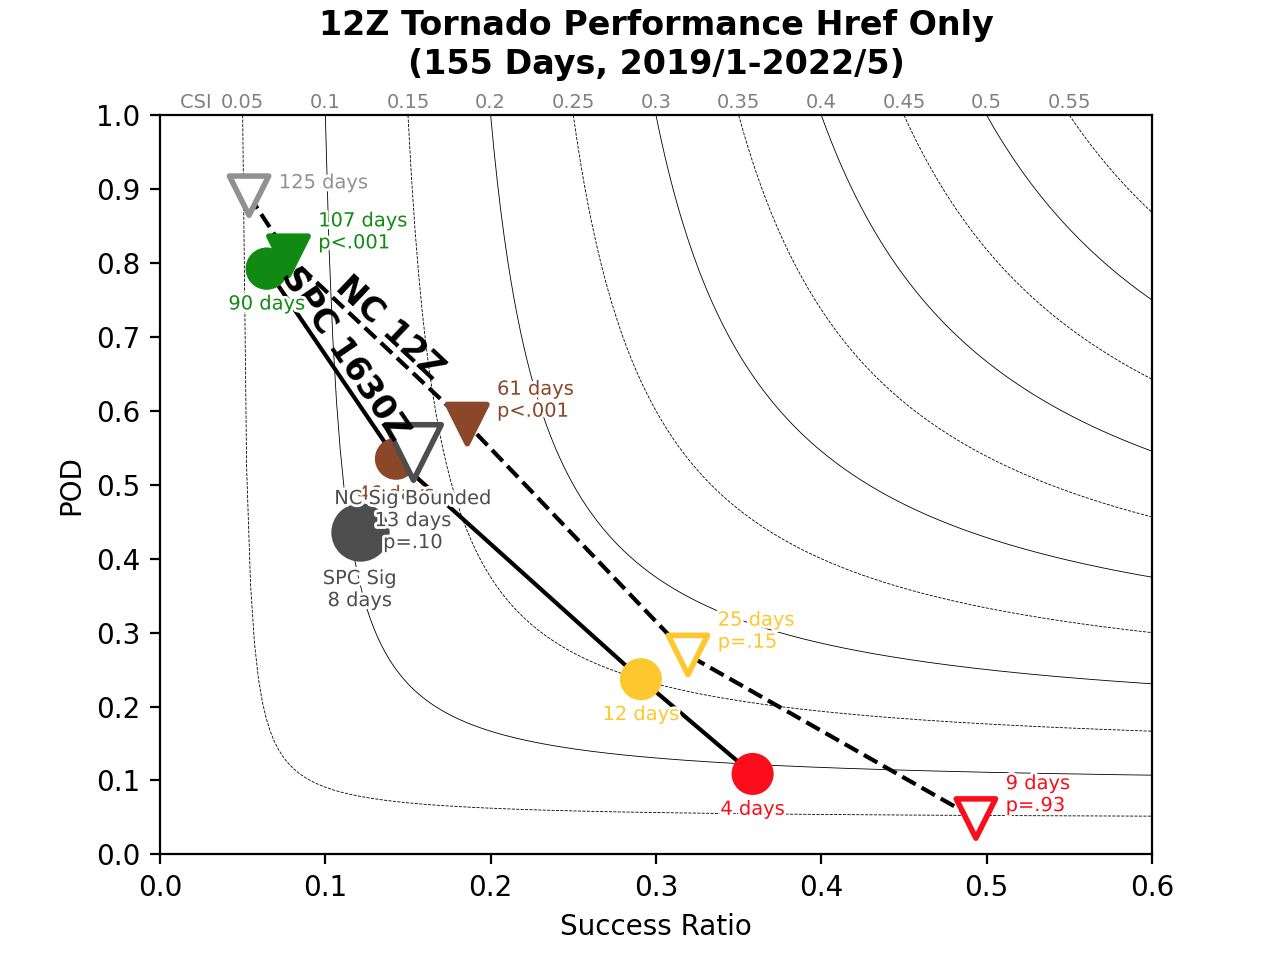 12Z Tornado Performance Href Only
(155 Days, 2019/1-2022/5)
CSI 0.05 0.1 0.15 0.2 0.25 0.3 0.35 0.4 0.45 0.5 0.55
1.0
0.9
0.8
0.7
0.6
0.5
0.4
0.3
0.2
0.1
0.0
POD
125 days
107 days
p<.001
90 days
NC 12Z
SPC 1630Z
61 days
p<.001
NC Sig Bounded
13 days
p=.10
SPC Sig
8 days
25 days
p=.15
12 days
9 days
p=.93
4 days
0.0 0.1 0.2 0.3 0.4 0.5 0.6
Success Ratio